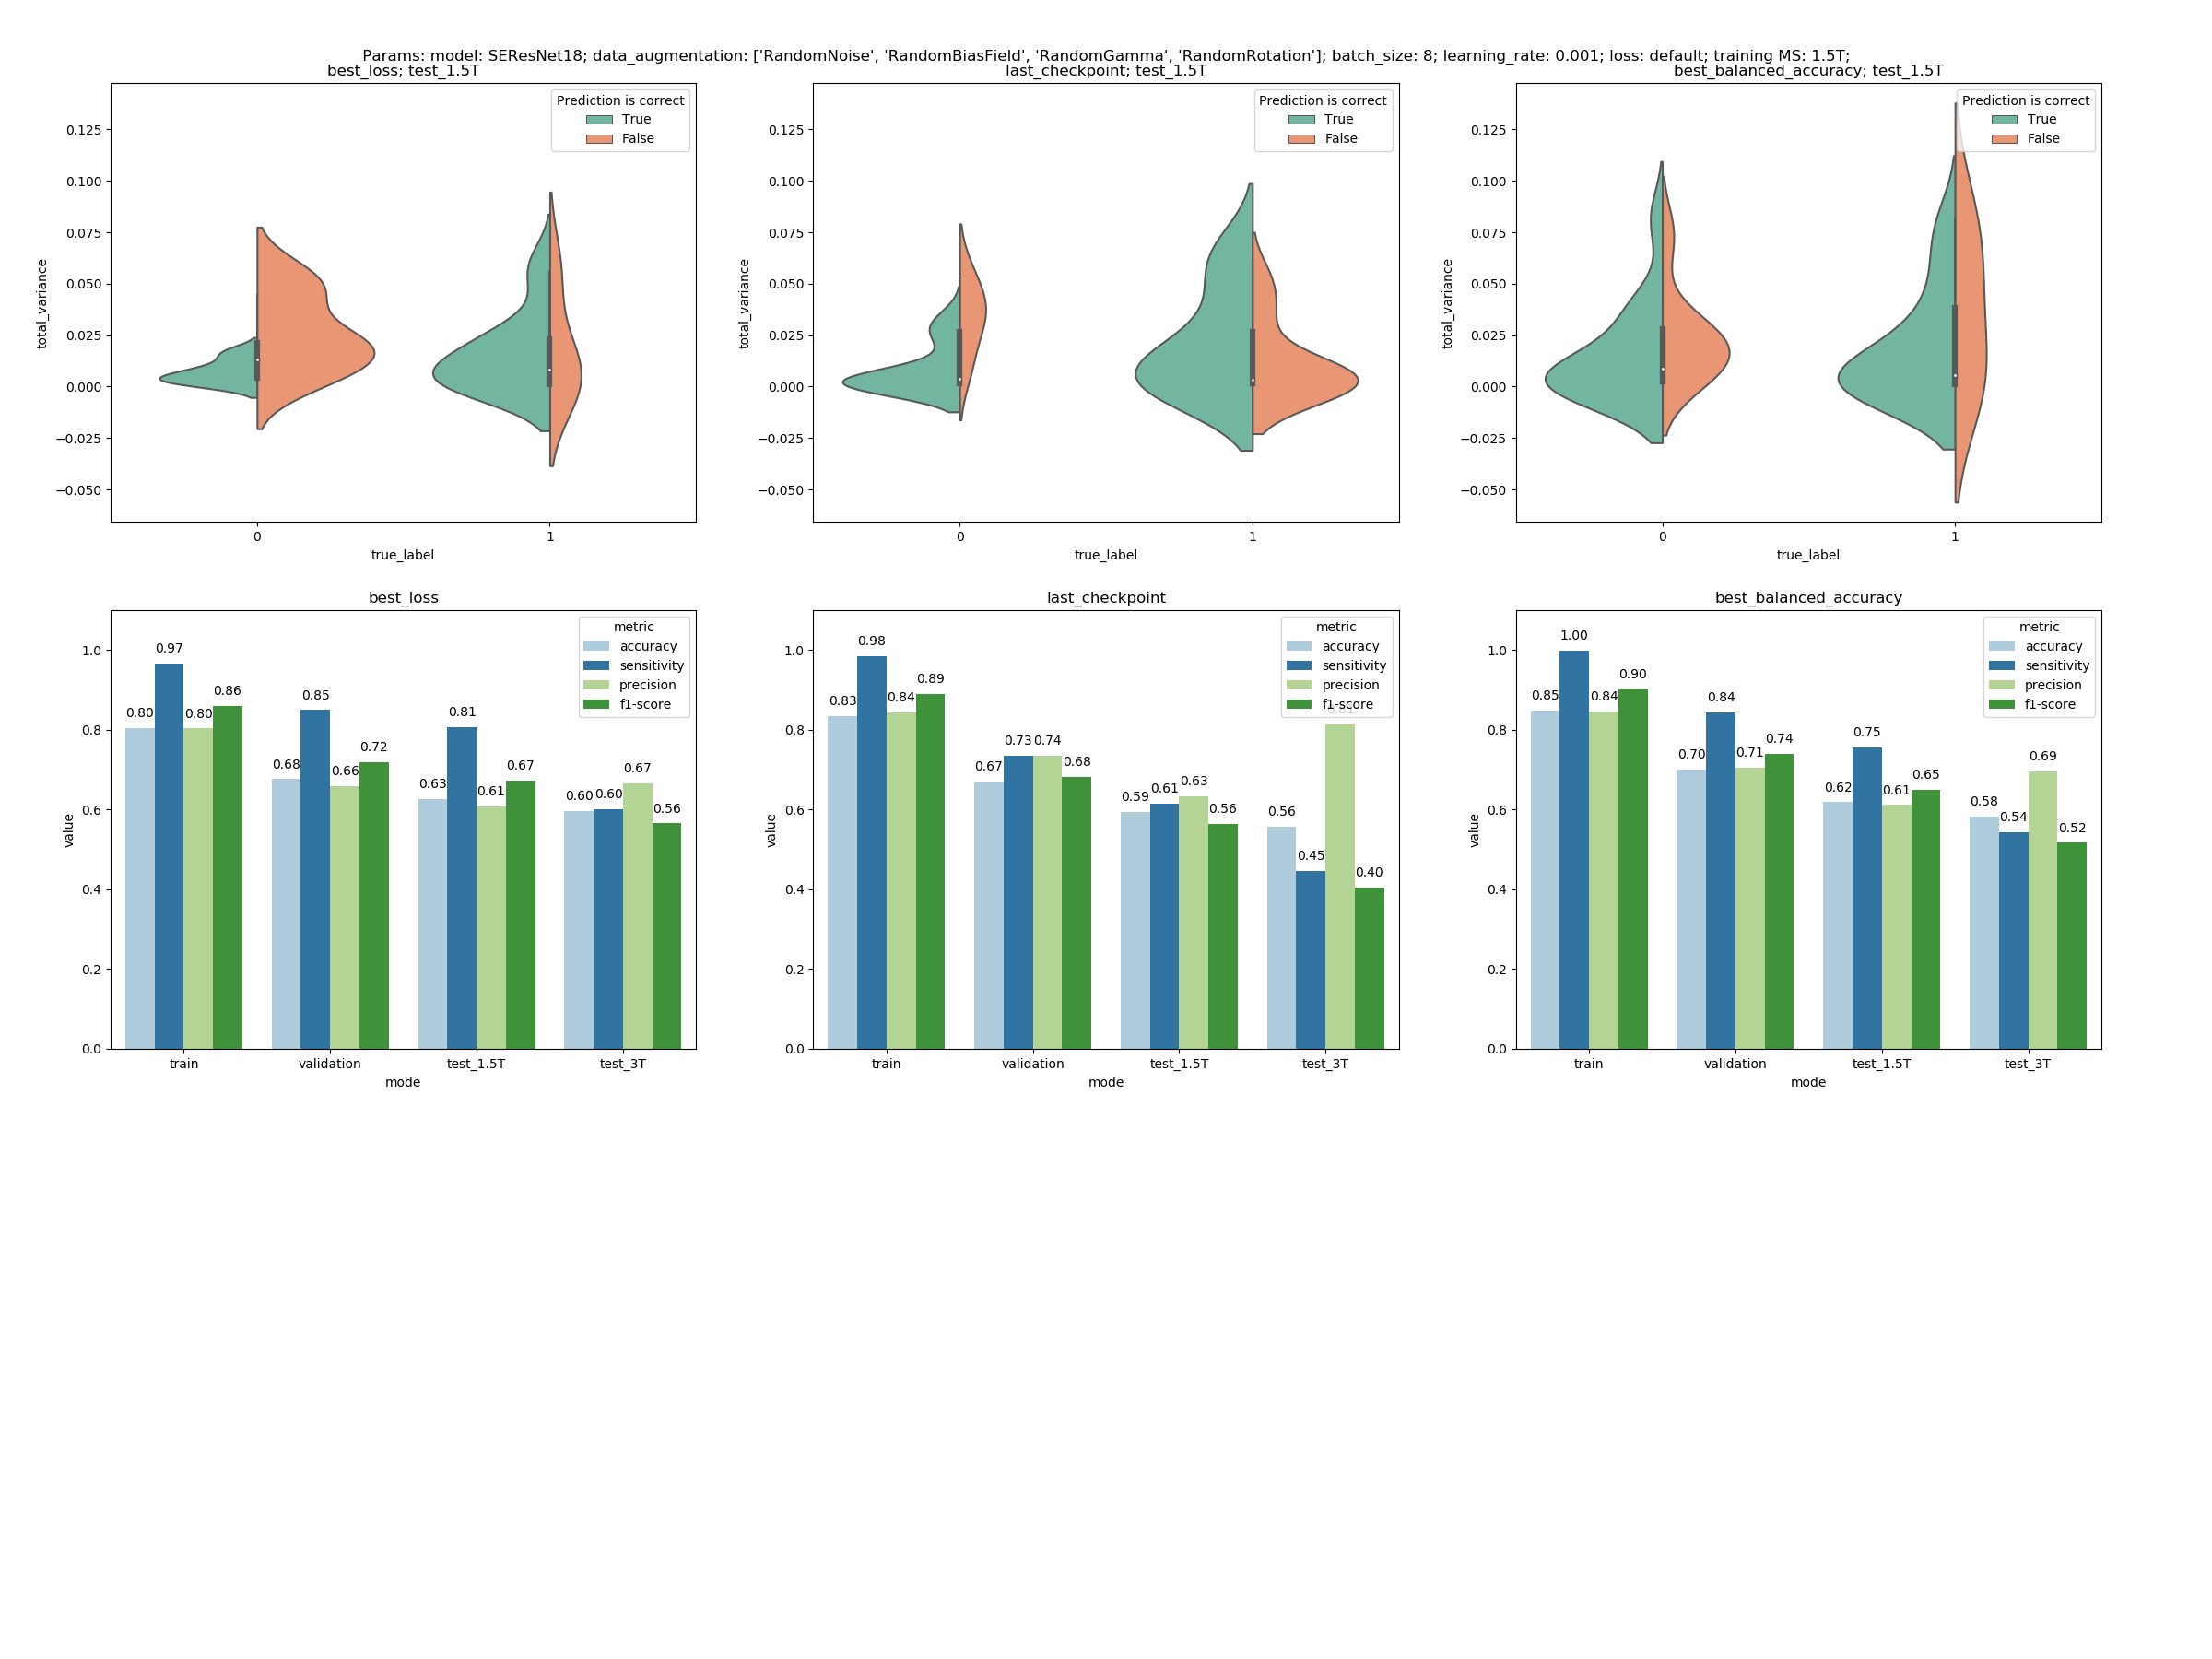 Params: model: SEResNet18; data_augmentation: ['RandomNoise', 'RandomBiasField', 'RandomGamma', 'RandomRotation']; batch_size: 8; learning_rate: 0.001; loss: default; training MS: 1.5T;
best_loss; test_1.5T
Prediction is correct
True
False
0.125
0.100
0.075
0.050
0.025
0.000
−0.025
−0.050
total_variance
0
1
true_label
last_checkpoint; test_1.5T
Prediction is correct
True
False
0.125
0.100
0.075
0.050
0.025
0.000
−0.025
−0.050
total_variance
0
1
true_label
best_balanced_accuracy; test_1.5T
Prediction is correct
True
False
0.125
0.100
0.075
0.050
0.025
0.000
−0.025
−0.050
total_variance
0
1
true_label
best_loss
metric
accuracy
sensitivity
precision
f1-score
1.0
0.8
0.6
0.4
0.2
0.0
value
0.80
0.97
0.80
0.86
0.68
0.85
0.66
0.72
0.63
0.81
0.61
0.67
0.60
0.60
0.67
0.56
train
validation
test_1.5T
test_3T
mode
last_checkpoint
metric
accuracy
sensitivity
precision
f1-score
1.0
0.8
0.6
0.4
0.2
0.0
value
0.83
0.98
0.84
0.89
0.67
0.73
0.74
0.68
0.59
0.61
0.63
0.56
0.56
0.45
0.81
0.40
train
validation
test_1.5T
test_3T
mode
best_balanced_accuracy
metric
accuracy
sensitivity
precision
f1-score
1.0
0.8
0.6
0.4
0.2
0.0
value
0.85
1.00
0.84
0.90
0.70
0.84
0.71
0.74
0.62
0.75
0.61
0.65
0.58
0.54
0.69
0.52
train
validation
test_1.5T
test_3T
mode